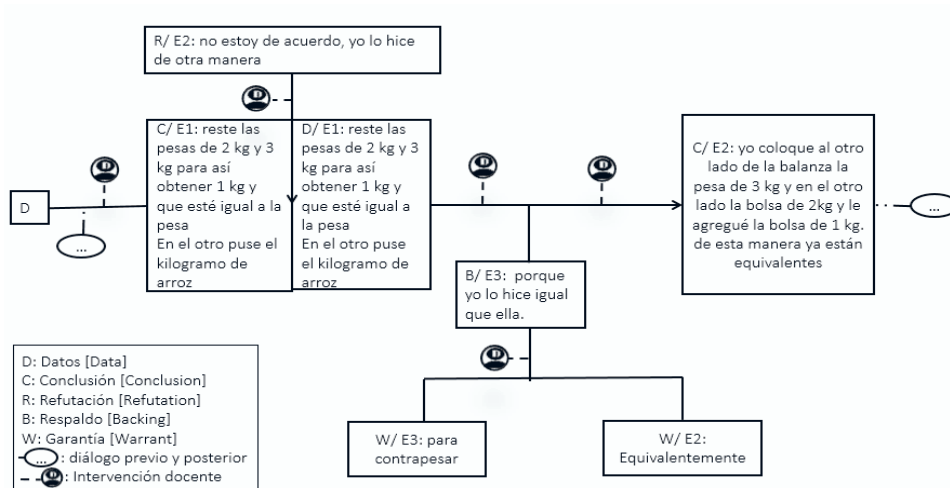 R/ E2: no estoy de acuerdo, yo lo hice
de otra manera
D
C/ E1: reste las
pesas de 2 kg y 3
kg para así
obtener 1 kg y
que esté igual a la
pesa
En el otro puse el
kilogramo de
arroz
D/ E1: reste las
pesas de 2 kg y 3
kg para así
obtener 1 kg y
que esté igual a
la pesa
En el otro puse
el kilogramo de
arroz
D
D
D
C/ E2: yo coloque al otro
lado de la balanza la
pesa de 3 kg y en el otro
lado la bolsa de 2kg y le
agregué la bolsa de 1 kg.
de esta manera ya están
equivalentes
...
D
...
B/ E3: porque
yo lo hice igual
que ella.
D
W/ E3: para
contrapesar
W/ E2:
Equivalentemente
D: Datos [Data]
C: Conclusión [Conclusion]
R: Refutación [Refutation]
B: Respaldo [Backing]
W: Garantía [Warrant]
... : diálogo previo y posterior
D : Intervención docente